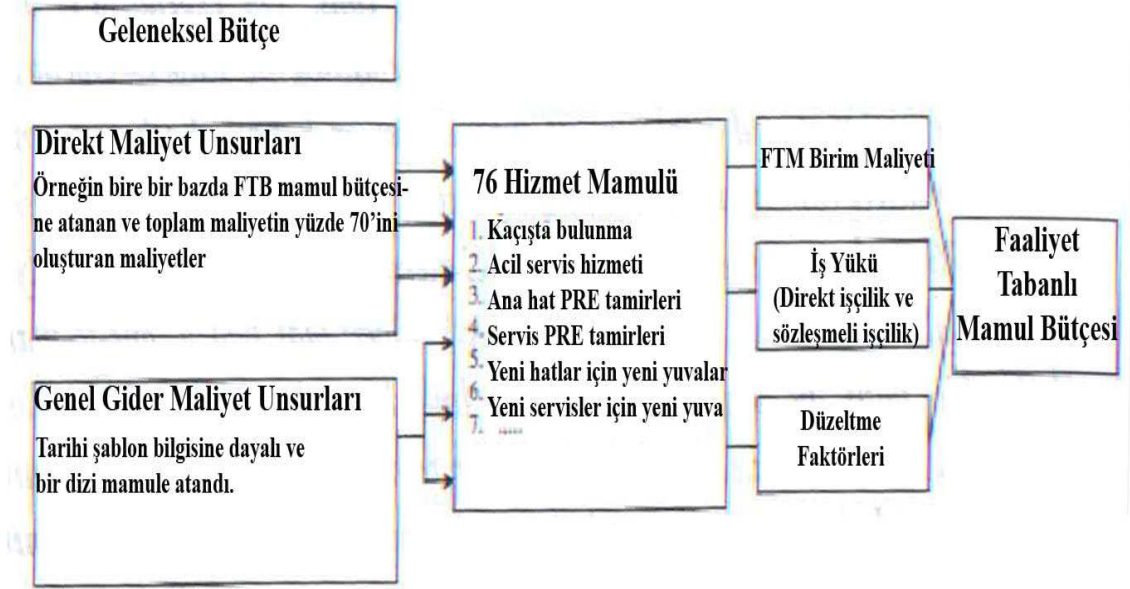 Geleneksel Bütçe
Direkt Maliyet Unsurları
Örneğin bire bir bazda FTB mamul bütçesi-
ne atanan ve toplam maliyetin yüzde 70'ini
oluşturan maliyetler
Genel Gider Maliyet Unsurları
Tarihi şablon bilgisine dayalı ve
bir dizi mamule atandı.
76 Hizmet Mamulü
1. Kaçışta bulunma
2. Acil servis hizmeti
3. Ana hat PRE tamirleri
4. Servis PRE tamirleri
5. Yeni hatlar için yeni yuvalar
6. Yeni servisler için yeni yuva
7. .....
FTM Birim Maliyeti
İş Yükü
(Direkt işçilik ve
sözleşmeli işçilik)
Düzeltme
Faktörleri
Faaliyet
Tabanlı
Mamul Bütçesi